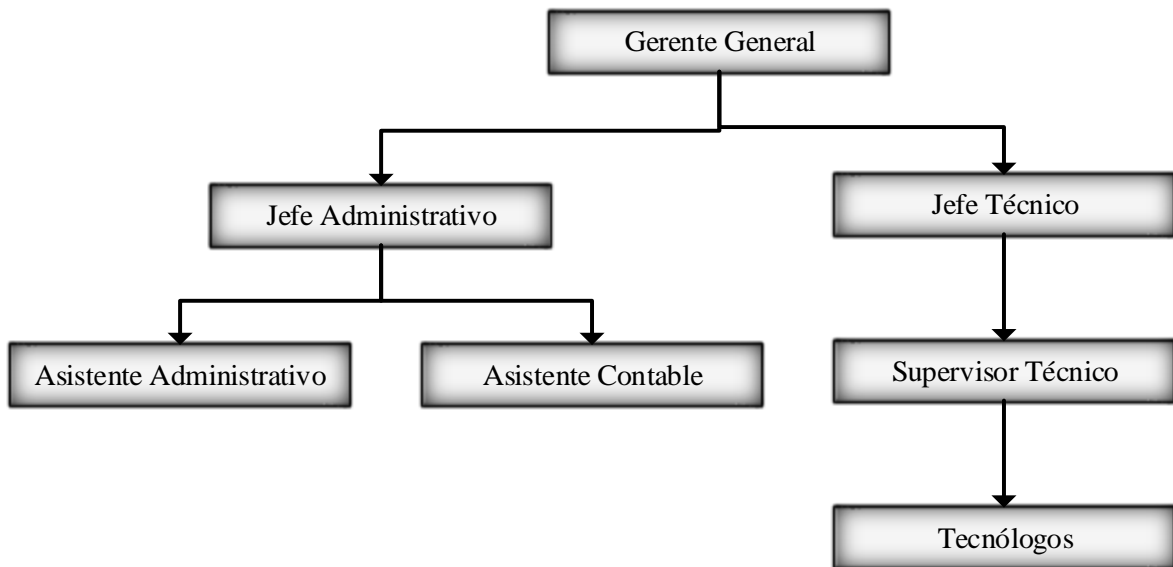 Gerente General
Jefe Administrativo
Jefe Técnico
Asistente Administrativo
Asistente Contable
Supervisor Técnico
Tecnólogos